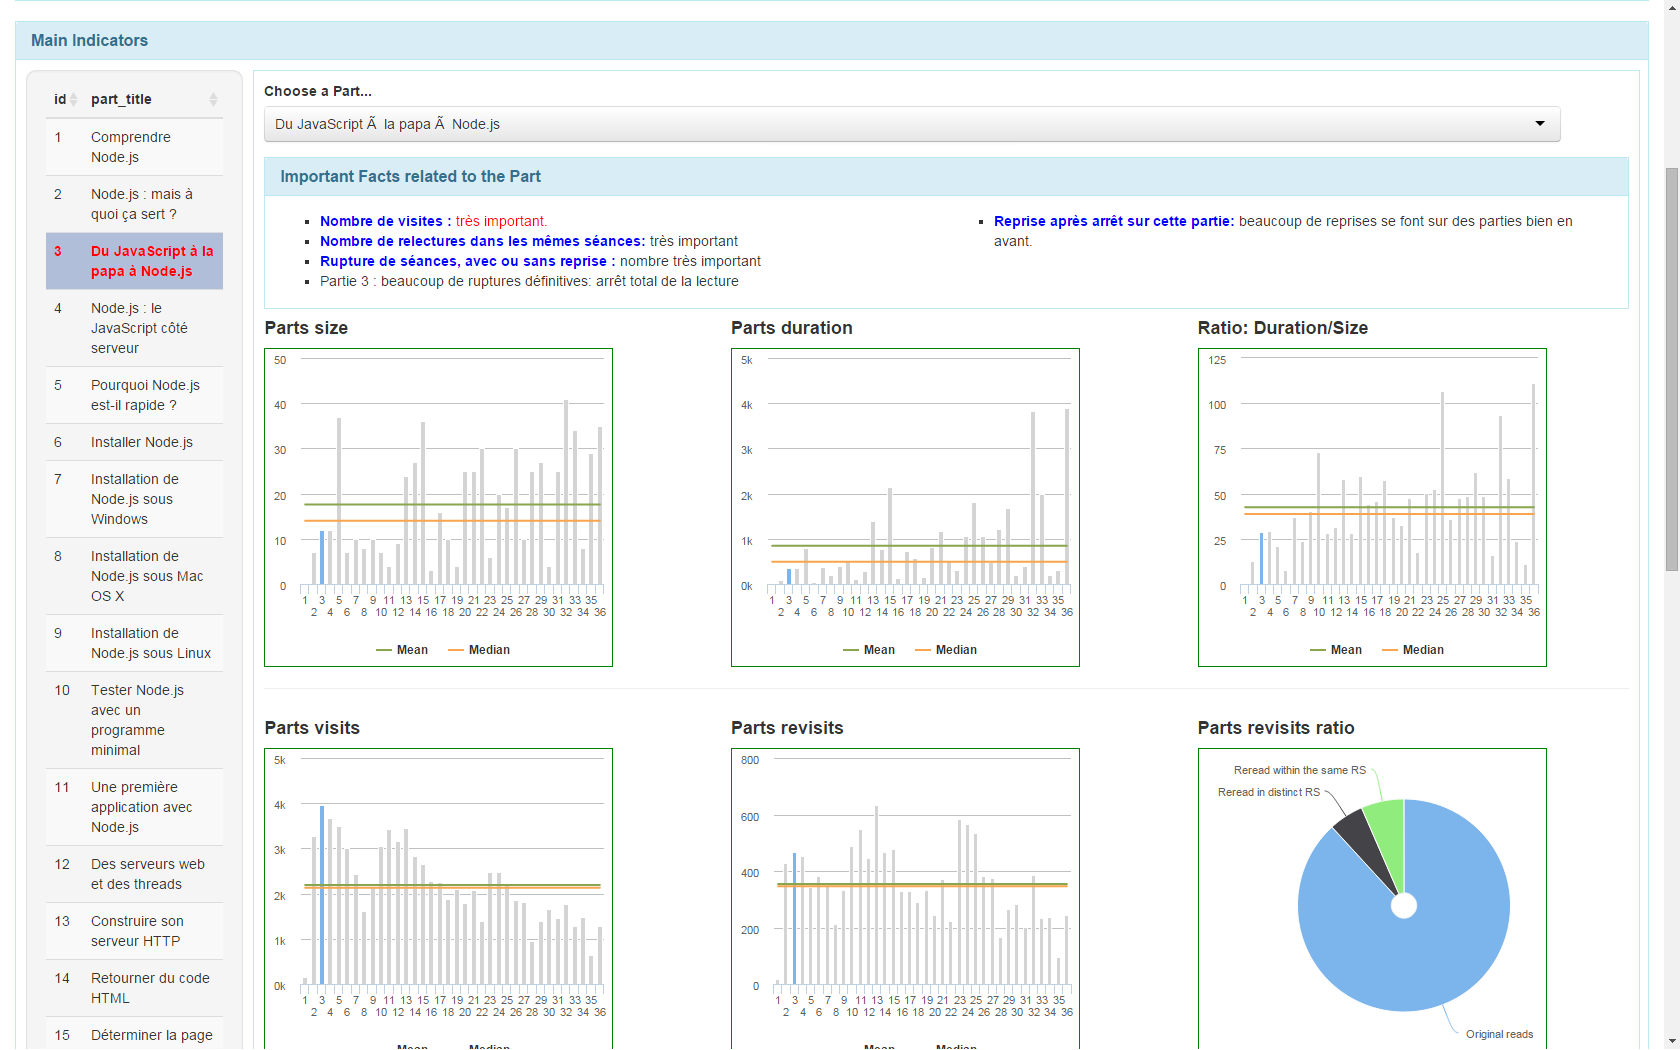 Main Indicators
id part_title
1 Comprendre
Node.js
2 Node.js : mais à
quoi ça sert ?
3 Du JavaScript à la
papa à Node.js
4 Node.js : le
JavaScript côté
serveur
5 Pourquoi Node.js
est-il rapide ?
6 Installer Node.js
7 Installation de
Node.js sous
Windows
8 Installation de
Node.js sous Mac
OS X
9 Installation de
Node.js sous Linux
10 Tester Node.js
avec un
programme
minimal
11 Une première
application avec
Node.js
12 Des serveurs web
et des threads
13 Construire son
serveur HTTP
14 Retourner du code
HTML
15 Déterminer la page
Choose a Part...
Du JavaScript Ã la papa Ã Node.js
Important Facts related to the Part
Nombre de visites : très important.
Nombre de relectures dans les mêmes séances: très important
Rupture de séances, avec ou sans reprise : nombre très important
Partie 3 : beaucoup de ruptures définitives: arrêt total de la lecture
Reprise après arrêt sur cette partie: beaucoup de reprises se font sur des parties bien en
avant.
Parts size
50
40
30
20
10
0
1 3 5 7 9 11 13 15 17 19 21 23 25 27 29 31 33 35
2 4 6 8 10 12 14 16 18 20 22 24 26 28 30 32 34 36
Mean Median
Parts duration
5k
4k
3k
2k
1k
0k
1 3 5 7 9 11 13 15 17 19 21 23 25 27 29 31 33 35
2 4 6 8 10 12 14 16 18 20 22 24 26 28 30 32 34 36
Mean Median
Ratio: Duration/Size
125
100
75
50
25
0
1 3 5 7 9 11 13 15 17 19 21 23 25 27 29 31 33 35
2 4 6 8 10 12 14 16 18 20 22 24 26 28 30 32 34 36
Mean Median
Parts visits
5k
4k
3k
2k
1k
0k
1 3 5 7 9 11 13 15 17 19 21 23 25 27 29 31 33 35
2 4 6 8 10 12 14 16 18 20 22 24 26 28 30 32 34 36
Mean Median
Parts revisits
800
600
400
200
0
1 3 5 7 9 11 13 15 17 19 21 23 25 27 29 31 33 35
2 4 6 8 10 12 14 16 18 20 22 24 26 28 30 32 34 36
Mean Median
Parts revisits ratio
Reread within the same RS
Reread in distinct RS
Original reads